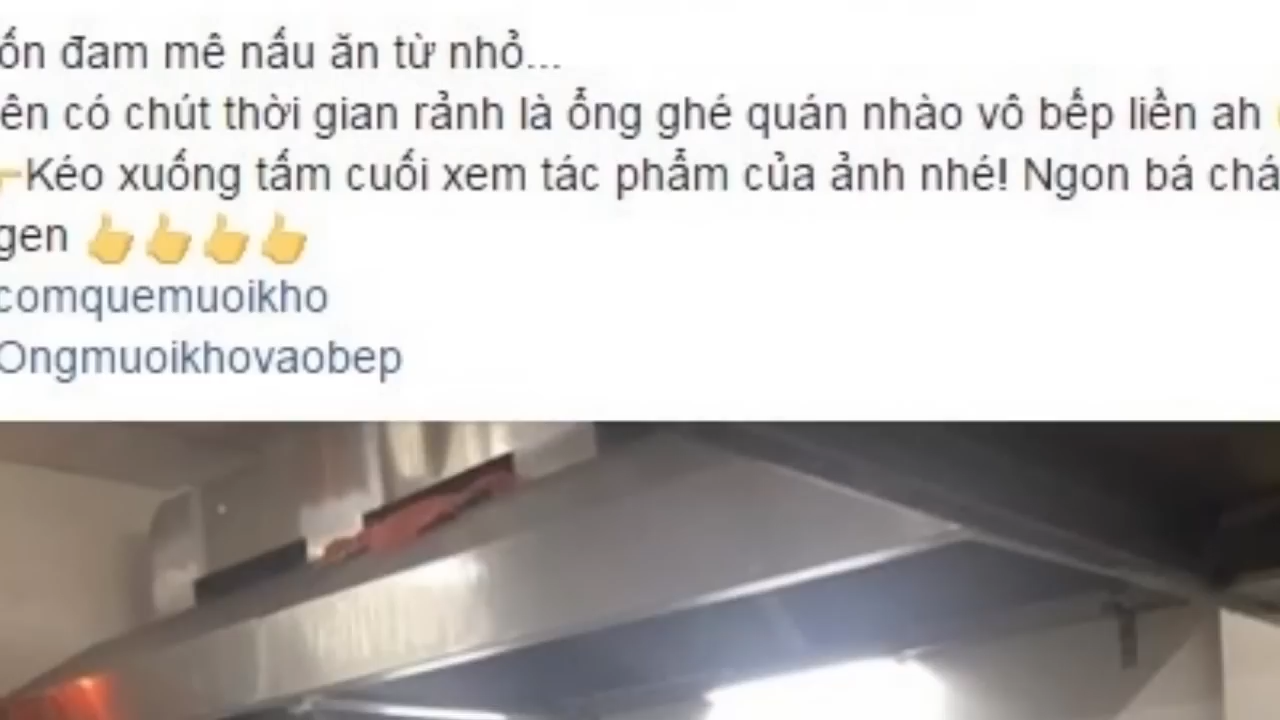 ốn đam mê nấu ăn từ nhỏ...
ên có chút thời gian rảnh là ổng ghé quán nhào vô bếp liền ah
Kéo xuống tấm cuối xem tác phẩm của ảnh nhé! Ngon bá chá
gen 👍👍👍👍
comquemuoikho
Ongmuoikhovaobep